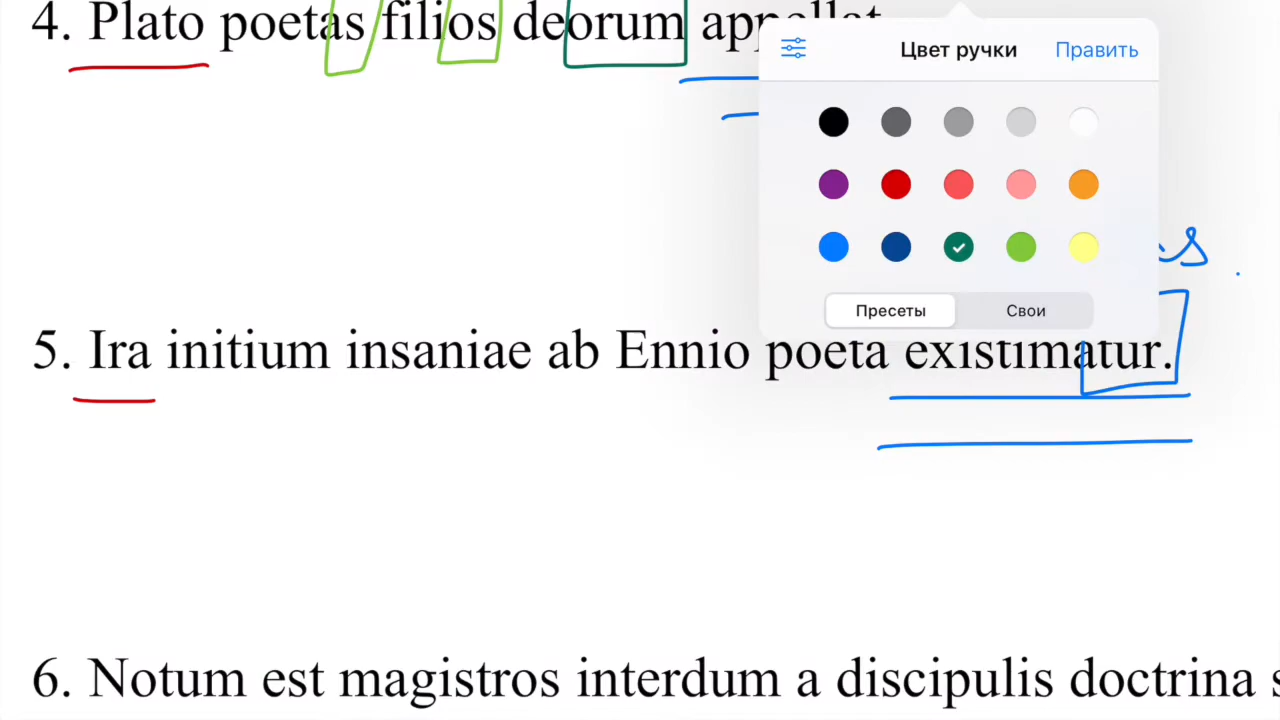 4. Plato poetas filios deorum appellat
Цвет ручки
Править
Пресеты
Свои
5. Ira initium insaniae ab Ennio poeta existimatur.
6. Notum est magistros interdum a discipulis doctrina s